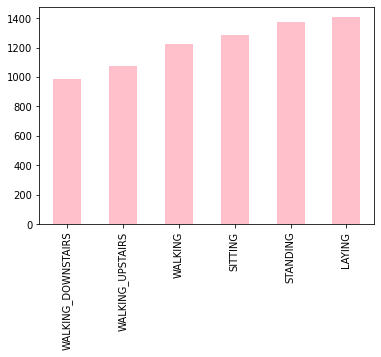 1400
1200
1000
800
600
400
200
0
WALKING_DOWNSTAIRS
WALKING_UPSTAIRS
WALKING
SITTING
STANDING
LAYING